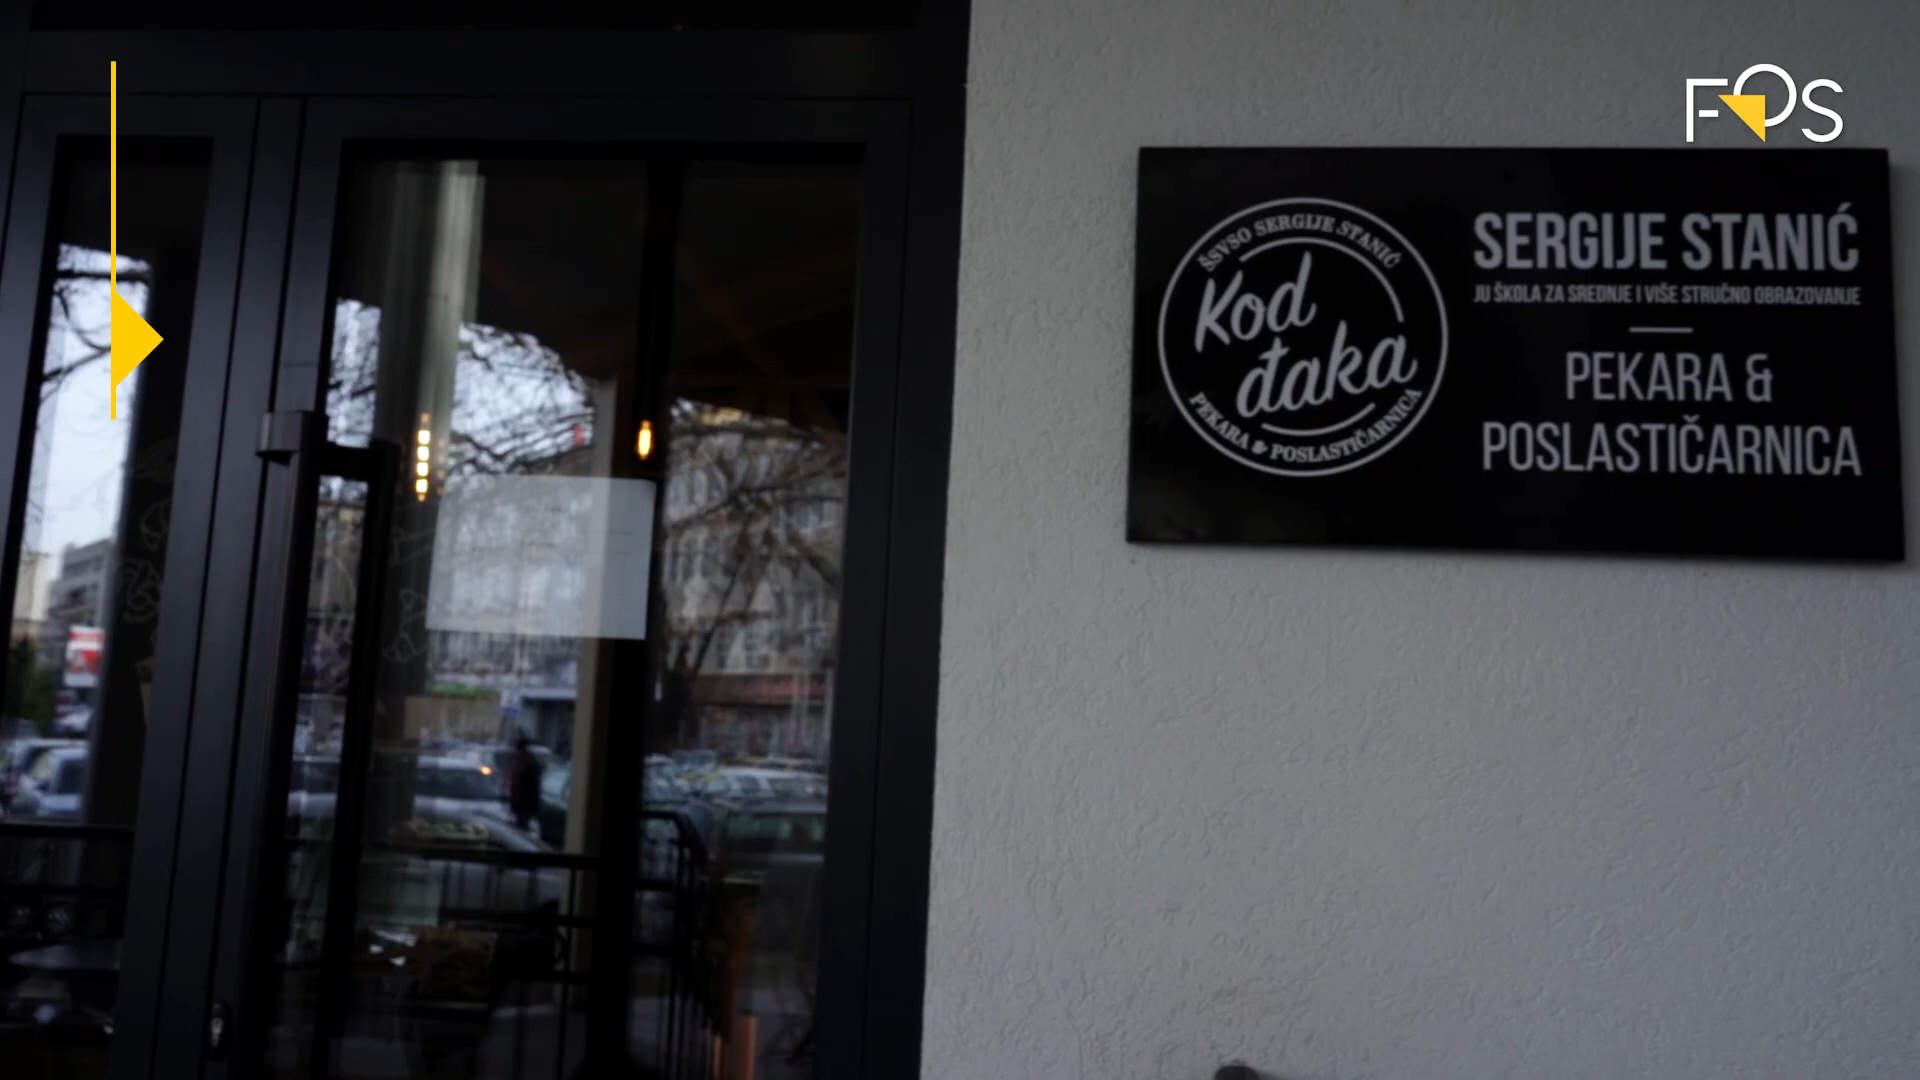 FOS
ŠSVSO SERGIJE STANIĆ
Kod
đaka
PEKARA & POSLASTIČARNICA
SERGIJE STANIĆ
JU ŠKOLA ZA SREDNJE I VIŠE STRUČNO OBRAZOVANJE
PEKARA &
POSLASTIČARNICA